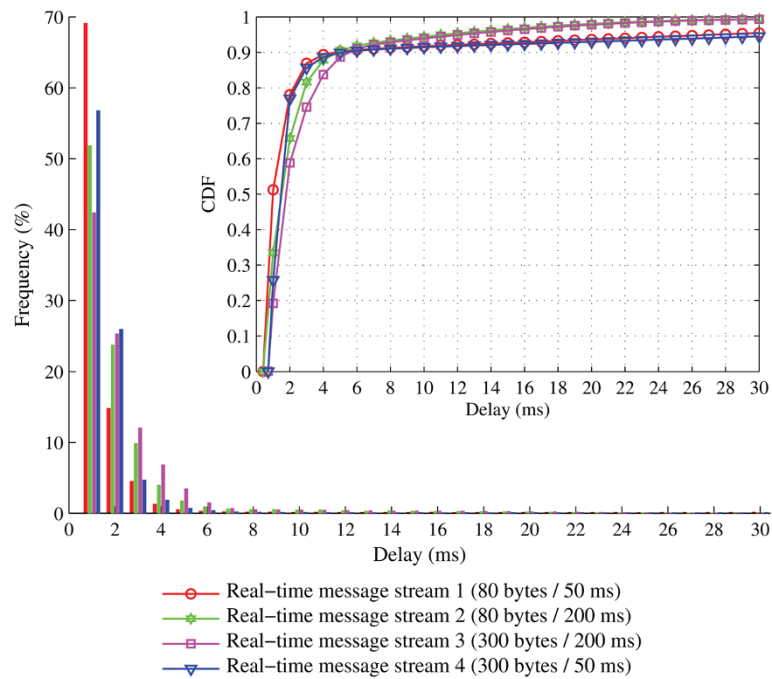 70
60
50
40
30
20
10
0
Frequency (%)
1
0.9
0.8
0.7
0.6
0.5
0.4
0.3
0.2
0.1
0
CDF
0 2 4 6 8 10 12 14 16 18 20 22 24 26 28 30
Delay (ms)
0 2 4 6 8 10 12 14 16 18 20 22 24 26 28 30
Delay (ms)
Real-time message stream 1 (80 bytes / 50 ms)
Real-time message stream 2 (80 bytes / 200 ms)
Real-time message stream 3 (300 bytes / 200 ms)
Real-time message stream 4 (300 bytes / 50 ms)